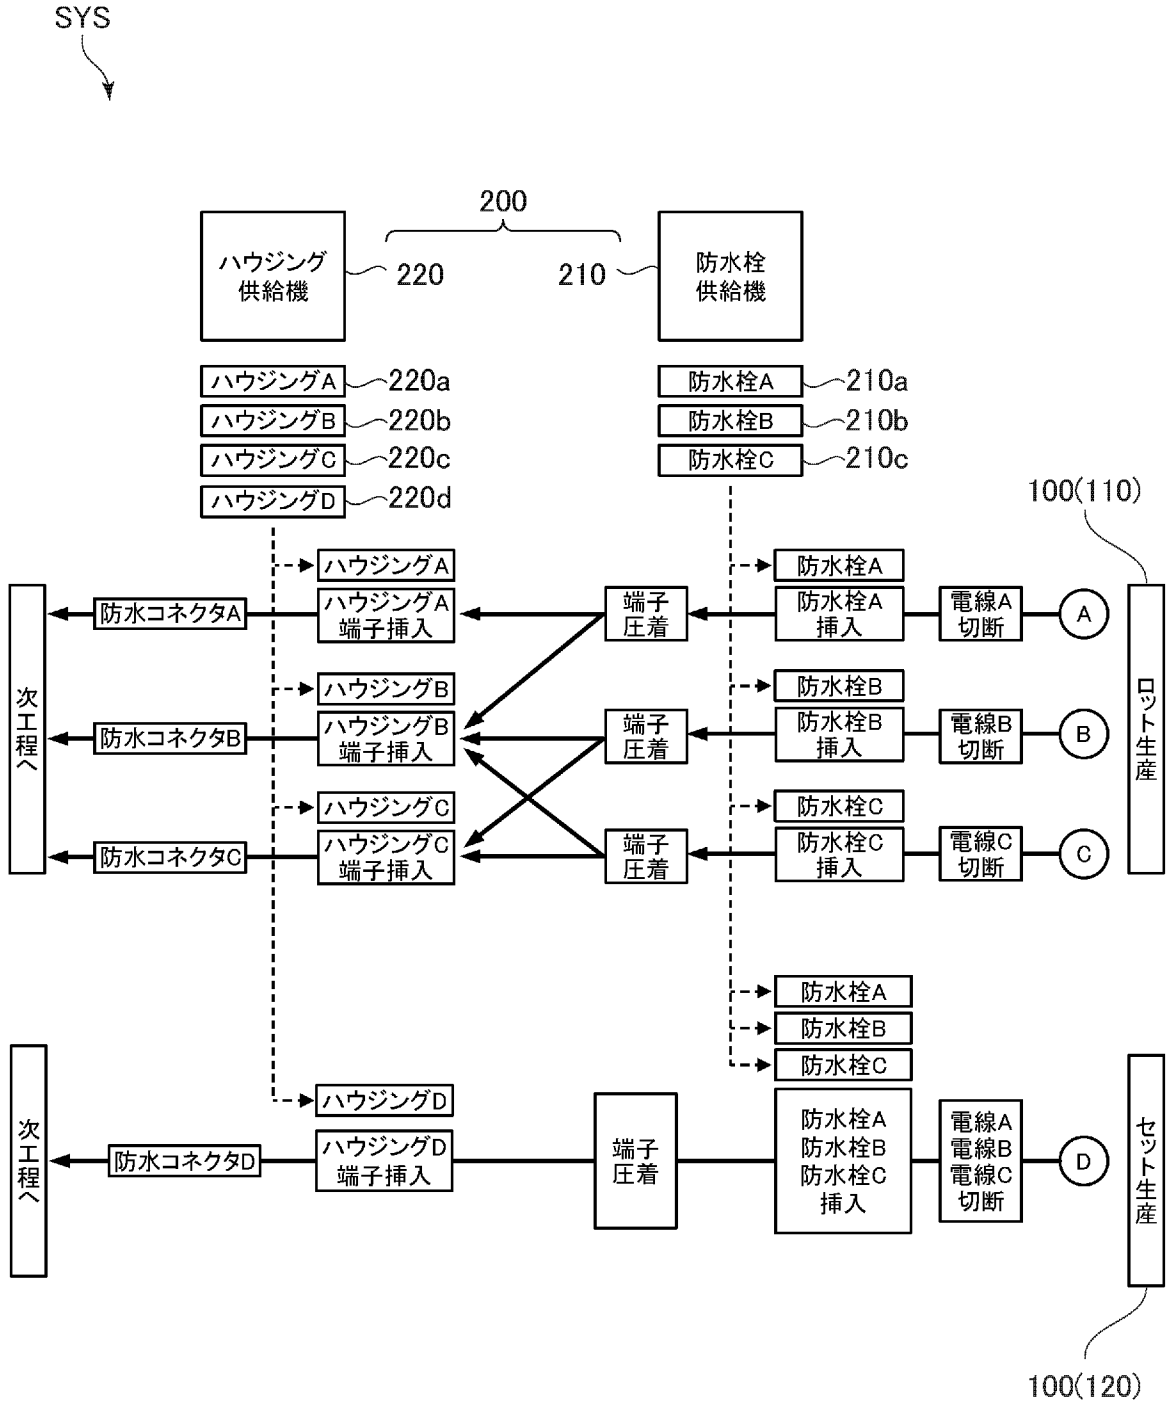 SYS
200
ハウジング
供給機
220
210
防水栓
供給機
ハウジングA
220a
防水栓A
210a
ハウジングB
220b
防水栓B
210b
ハウジングC
220c
防水栓C
210c
ハウジングD
220d
100(110)
ハウジングA
防水栓A
防水コネクタA
ハウジングA
端子挿入
端子
圧着
防水栓A
挿入
電線A
切断
A
ハウジングB
防水栓B
次工程へ
防水コネクタB
ハウジングB
端子挿入
端子
圧着
防水栓B
挿入
電線B
切断
B
ロット生産
ハウジングC
防水栓C
防水コネクタC
ハウジングC
端子挿入
端子
圧着
防水栓C
挿入
電線C
切断
C
防水栓A
防水栓B
防水栓C
ハウジングD
次工程へ
防水コネクタD
ハウジングD
端子挿入
端子
圧着
防水栓A
防水栓B
防水栓C
挿入
電線A
電線B
電線C
切断
D
セット生産
100(120)